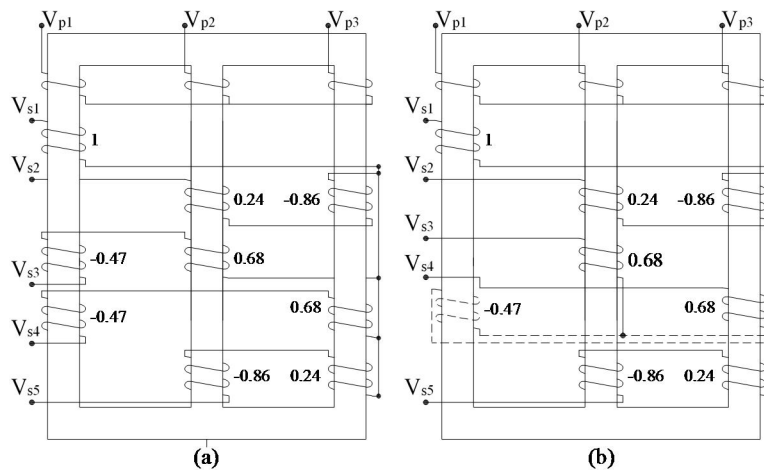 Vp1 Vp2 Vp3 Vp1 Vp2 Vp3
Vs1 Vs1
1 1
Vs2 Vs2
0.24 -0.86 0.24 -0.86
Vs3
-0.47 0.68 0.68
Vs3 Vs4
-0.47 0.68 -0.47 0.68
Vs4
-0.86 0.24 -0.86 0.24
Vs5 Vs5
(a) (b)